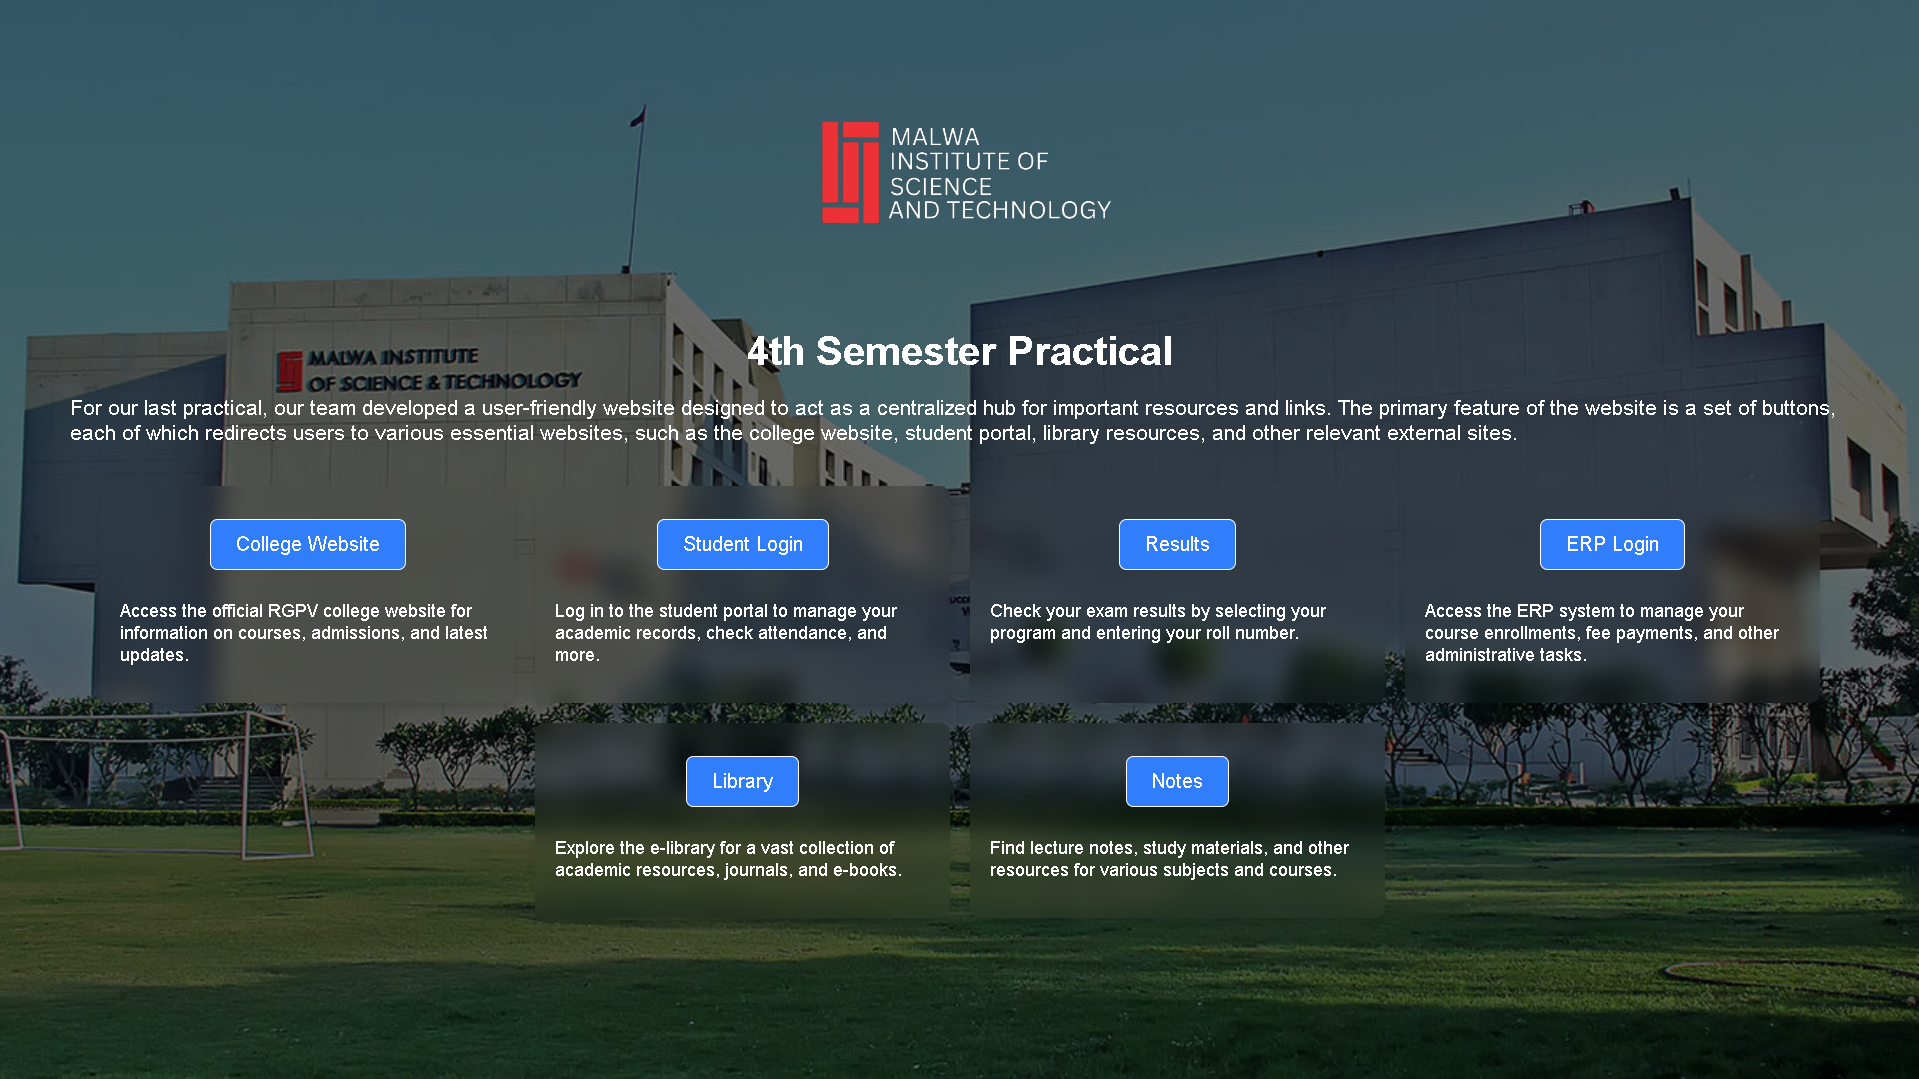 MALWA
INSTITUTE OF
SCIENCE
AND TECHNOLOGY
MALWA INSTITUTE
OF SCIENCE & TECHNOLOGY
4th Semester Practical
For our last practical, our team developed a user-friendly website designed to act as a centralized hub for important resources and links. The primary feature of the website is a set of buttons,
each of which redirects users to various essential websites, such as the college website, student portal, library resources, and other relevant external sites.
College Website
Access the official RGPV college website for
information on courses, admissions, and latest
updates.
Student Login
Log in to the student portal to manage your
academic records, check attendance, and
more.
Results
Check your exam results by selecting your
program and entering your roll number.
ERP Login
Access the ERP system to manage your
course enrollments, fee payments, and other
administrative tasks.
Library
Explore the e-library for a vast collection of
academic resources, journals, and e-books.
Notes
Find lecture notes, study materials, and other
resources for various subjects and courses.